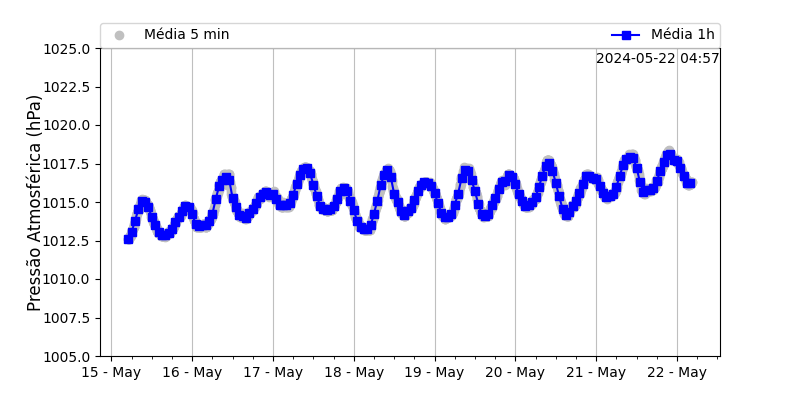 Média 5 min
Média 1h
2024-05-22 04:57
Pressão Atmosférica (hPa)
1025.0
1022.5
1020.0
1017.5
1015.0
1012.5
1010.0
1007.5
1005.0
15 - May
16 - May
17 - May
18 - May
19 - May
20 - May
21 - May
22 - May